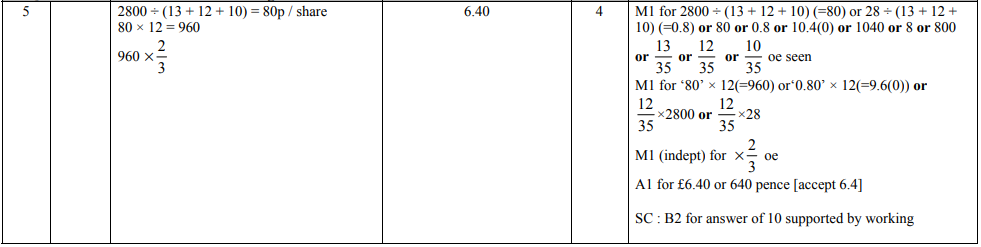 5
2800 ÷ (13 + 12 + 10) = 80p / share
80 × 12 = 960
960 × 2/3
6.40
4
M1 for 2800 ÷ (13 + 12 + 10) (=80) or 28 ÷ (13 + 12 +
10) (=0.8) or 80 or 0.8 or 10.4(0) or 1040 or 8 or 800
or 13/35 or 12/35 or 10/35 oe seen
M1 for ‘80’ × 12(=960) or‘0.80’ × 12(=9.6(0)) or
12/35 ×2800 or 12/35 ×28
M1 (indept) for × 2/3 oe
A1 for £6.40 or 640 pence [accept 6.4]
SC : B2 for answer of 10 supported by working